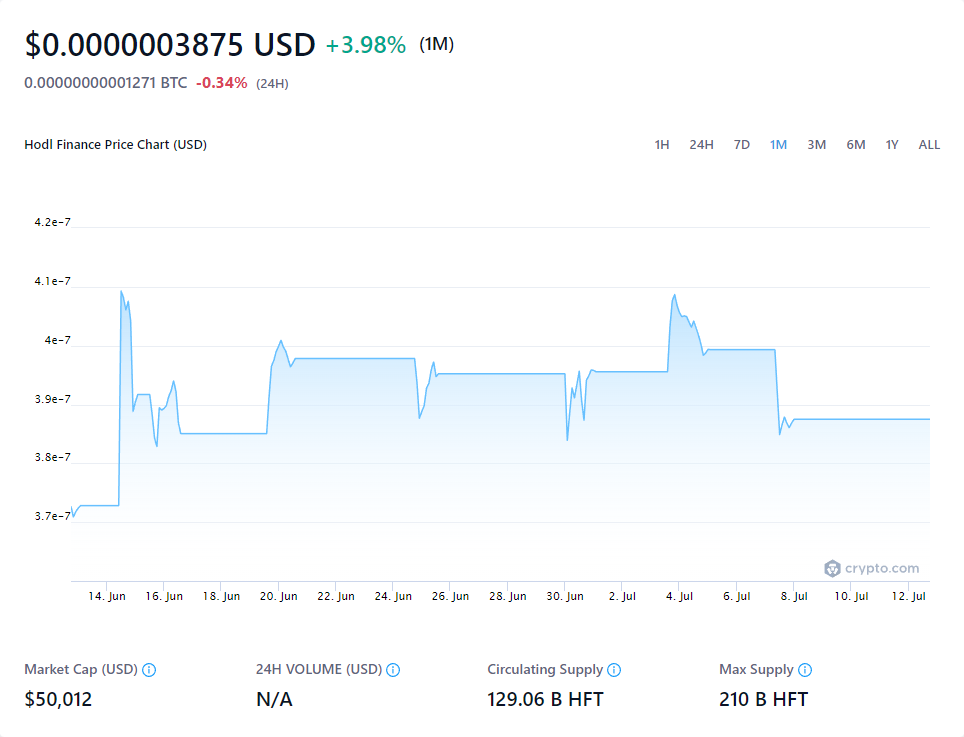 $0.0000003875 USD +3.98% (1M)
0.00000000001271 BTC -0.34% (24H)
Hodl Finance Price Chart (USD) 1H 24H 7D 1M 3M 6M 1Y ALL
4.2e-7
4.1e-7
4e-7
3.9e-7
3.8e-7
3.7e-7
crypto.com
14. Jun 16. Jun 18. Jun 20. Jun 22. Jun 24. Jun 26. Jun 28. Jun 30. Jun 2. Jul 4. Jul 6. Jul 8. Jul 10. Jul 12. Jul
Market Cap (USD) 24H VOLUME (USD) Circulating Supply Max Supply
$50,012 N/A 129.06 B HFT 210 B HFT